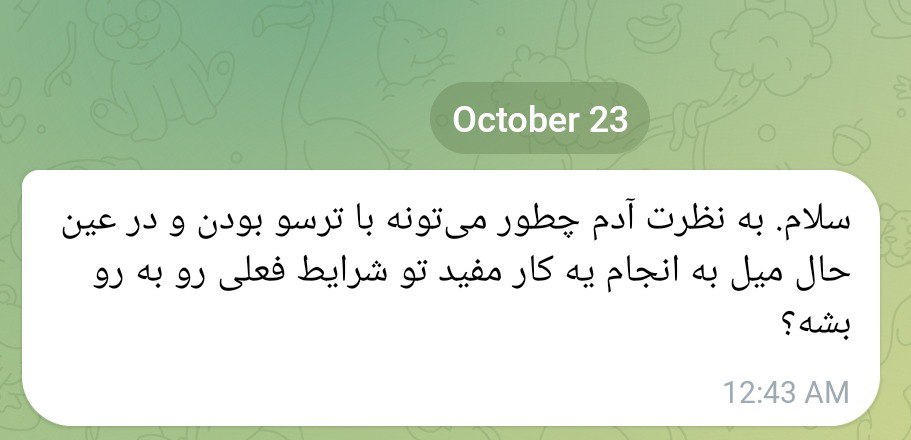 October 23
سلام. به نظرت آدم چطور می‌تونه با ترسو بودن و در عین
حال میل به انجام یه کار مفید تو شرایط فعلی رو به رو
بشه؟
12:43 AM